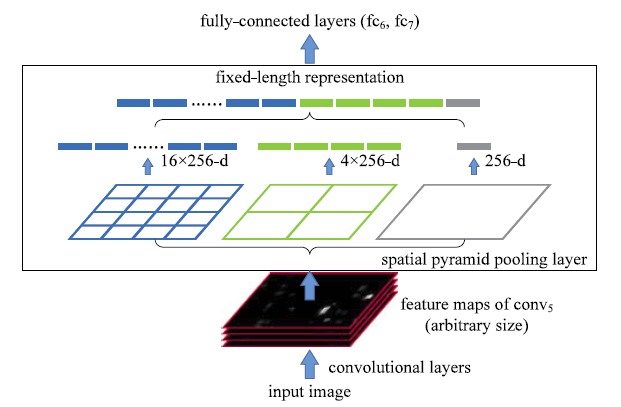 fully-connected layers (fc6, fc7)
fixed-length representation
......
......
16×256-d
4×256-d
256-d
spatial pyramid pooling layer
feature maps of conv5
(arbitrary size)
convolutional layers
input image